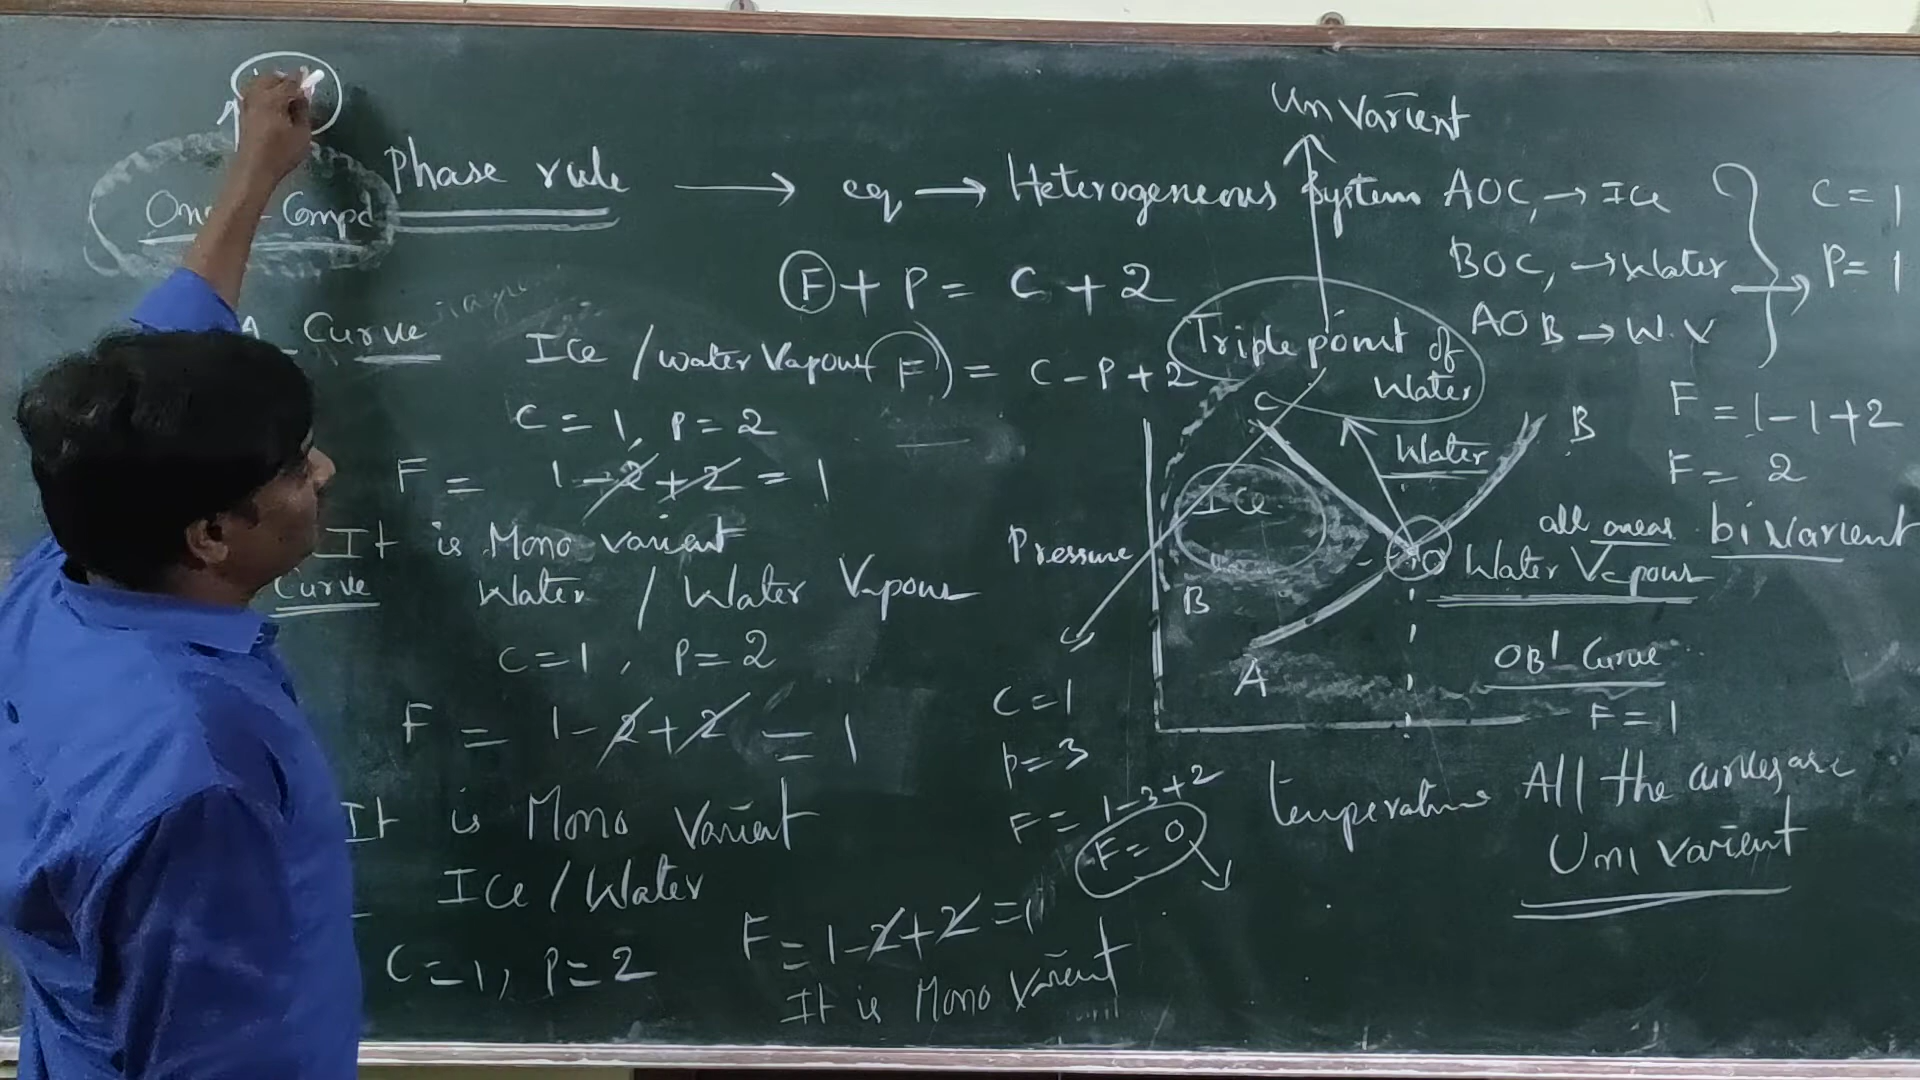 Phase rule → eq → Heterogeneous System
One - Compd
F + P = C + 2
Curve
Ice / water Vapour F = C - P + 2
C = 1, P = 2
F = 1 - 2 + 2 = 1
It is Mono varient
Curve Water / Water Vapour
C = 1, P = 2
F = 1 - 2 + 2 = 1
It is Mono Varient
Ice / Water
C = 1, P = 2
F = 1 - 2 + 2 = 1
It is Mono Varient
Un Varient
Triple point of
Water
C
B
Water
Ice
Pressure
B
O
Water Vapour
A
OB' Curve
F = 1
temperature
C = 1
P = 3
F = 1 - 3 + 2
F = 0
AOC, → Ice
BOC, → Water
AOB → W.V
C = 1
P = 1
F = 1 - 1 + 2
F = 2
all areas bi varient
All the curves are
Uni varient